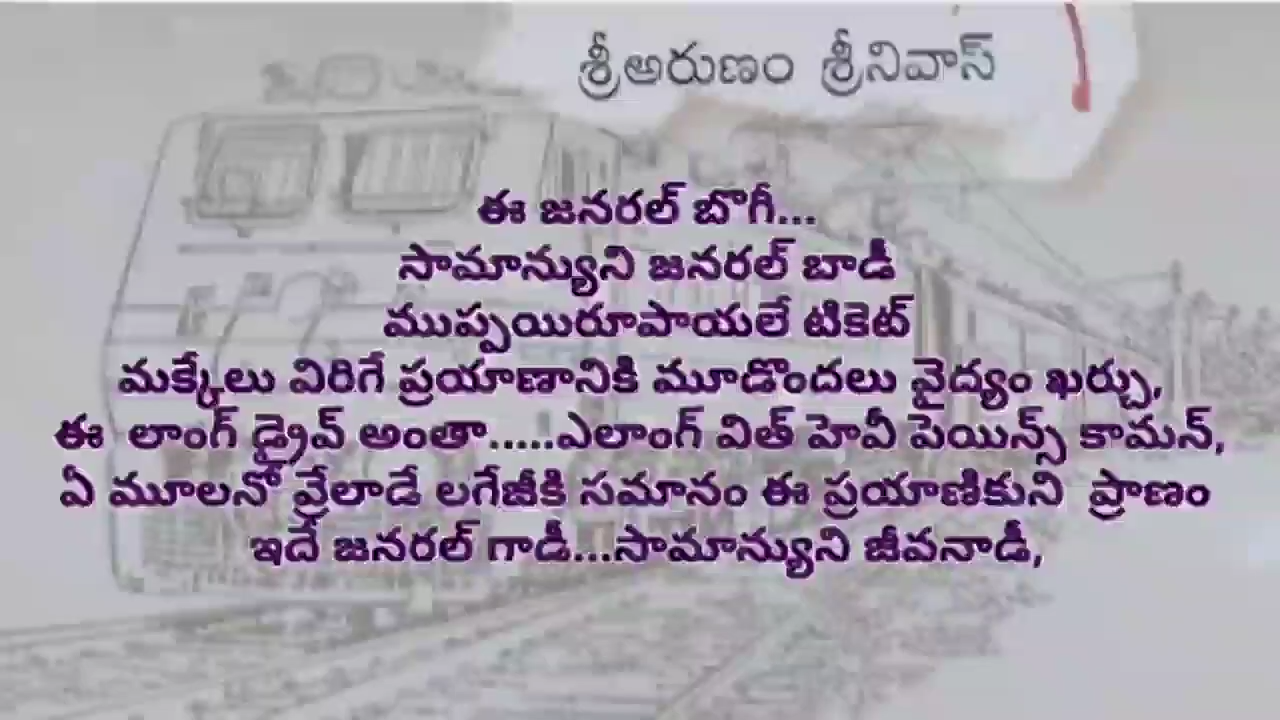 శ్రీఅరుణం శ్రీనివాస్
ఈ జనరల్ బొగీ...
సామాన్యుని జనరల్ బాడీ
ముప్పయిరూపాయలే టికెట్
మక్కేలు విరిగే ప్రయాణానికి మూడొందలు వైద్యం ఖర్చు,
ఈ లాంగ్ డ్రైవ్ అంతా.....ఎలాంగ్ విత్ హెవీ పెయిన్స్ కామన్,
ఏ మూలనో వ్రేలాడే లగేజీకి సమానం ఈ ప్రయాణికుని ప్రాణం
ఇదే జనరల్ గాడీ...సామాన్యుని జీవనాడీ,